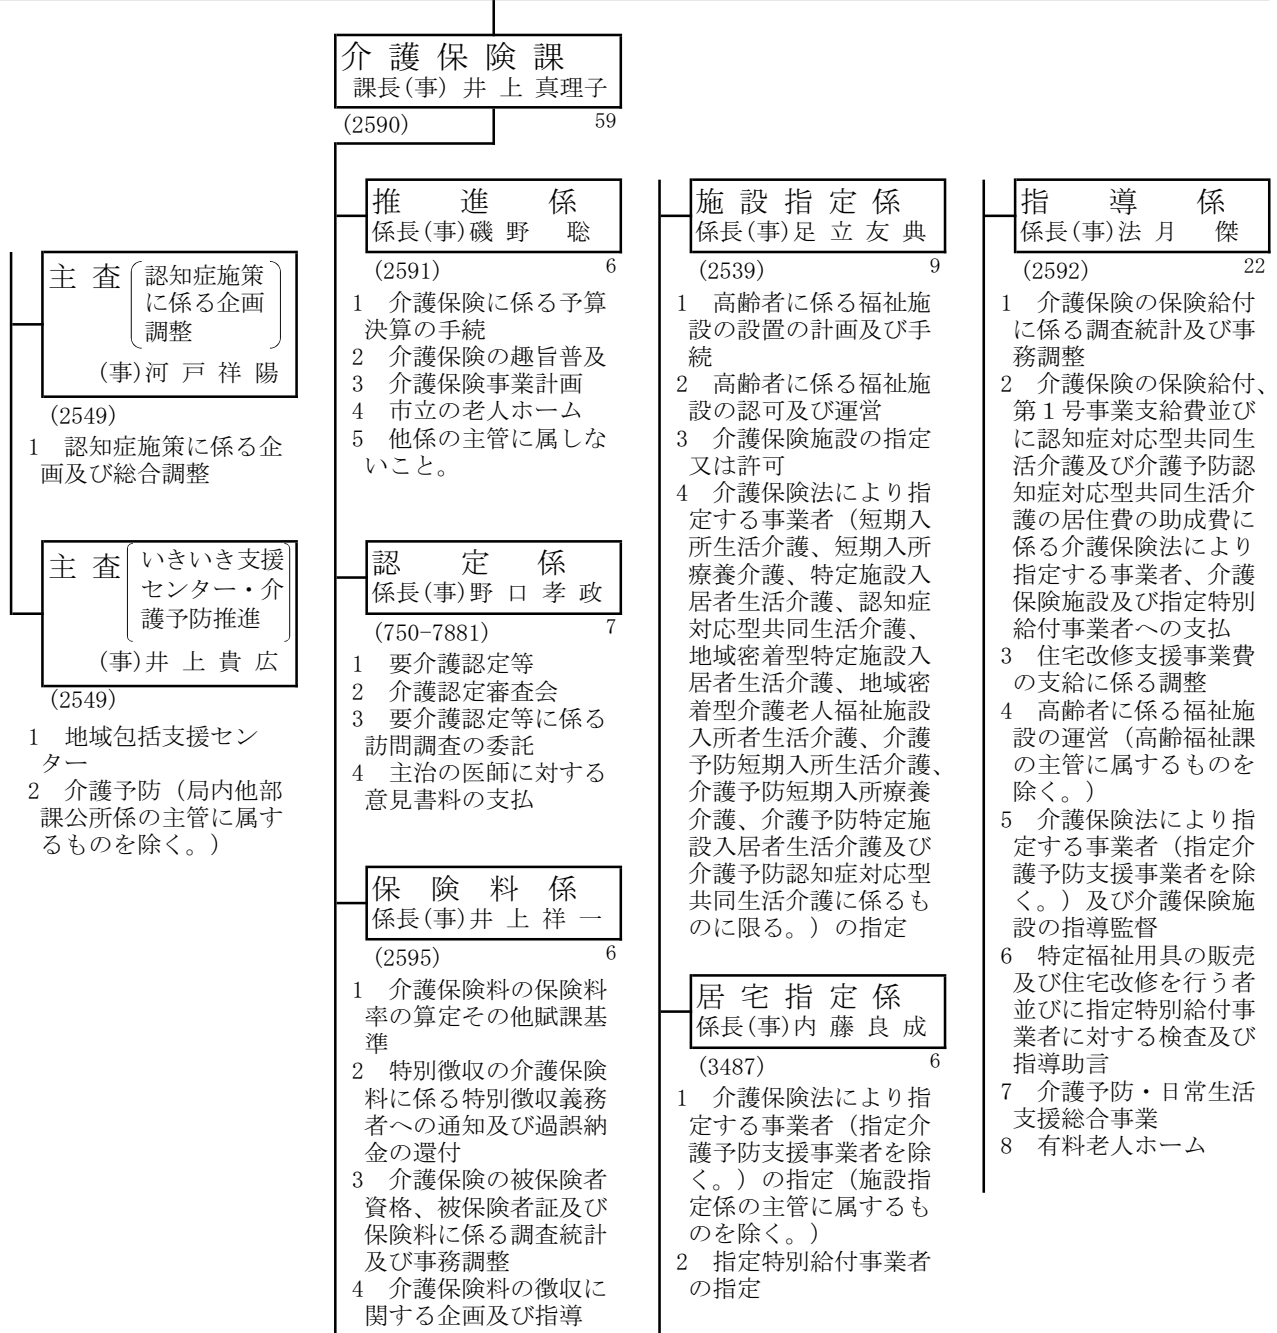 介護保険課
課長(事) 井上真理子
(2590) 59
主査 認知症施策
に係る企画
調整
(事)河戸祥陽
(2549)
1 認知症施策に係る企
画及び総合調整
主査 いきいき支援
センター・介
護予防推進
(事)井上貴広
(2549)
1 地域包括支援セン
ター
2 介護予防（局内他部
課公所係の主管に属す
るものを除く。）
推進係
係長(事)磯野 聡
(2591) 6
1 介護保険に係る予算
決算の手続
2 介護保険の趣旨普及
3 介護保険事業計画
4 市立の老人ホーム
5 他係の主管に属しな
いこと。
認定係
係長(事)野口孝政
(750-7881) 7
1 要介護認定等
2 介護認定審査会
3 要介護認定等に係る
訪問調査の委託
4 主治の医師に対する
意見書料の支払
保険料係
係長(事)井上祥一
(2595) 6
1 介護保険料の保険料
率の算定その他賦課基
準
2 特別徴収の介護保険
料に係る特別徴収義務
者への通知及び過誤納
金の還付
3 介護保険の被保険者
資格、被保険者証及び
保険料に係る調査統計
及び事務調整
4 介護保険料の徴収に
関する企画及び指導
施設指定係
係長(事)足立友典
(2539) 9
1 高齢者に係る福祉施
設の設置の計画及び手
続
2 高齢者に係る福祉施
設の認可及び運営
3 介護保険施設の指定
又は許可
4 介護保険法により指
定する事業者（短期入
所生活介護、短期入所
療養介護、特定施設入
居者生活介護、認知症
対応型共同生活介護、
地域密着型特定施設入
居者生活介護、地域密
着型介護老人福祉施設
入所者生活介護、介護
予防短期入所生活介護、
介護予防短期入所療養
介護、介護予防特定施
設入居者生活介護及び
介護予防認知症対応型
共同生活介護に係るも
のに限る。）の指定
居宅指定係
係長(事)内藤良成
(3487) 6
1 介護保険法により指
定する事業者（指定介
護予防支援事業者を除
く。）の指定（施設指
定係の主管に属するも
のを除く。）
2 指定特別給付事業者
の指定
指導係
係長(事)法月 傑
(2592) 22
1 介護保険の保険給付
に係る調査統計及び事
務調整
2 介護保険の保険給付、
第１号事業支給費並び
に認知症対応型共同生
活介護及び介護予防認
知症対応型共同生活介
護の居住費の助成費に
係る介護保険法により
指定する事業者、介護
保険施設及び指定特別
給付事業者への支払
3 住宅改修支援事業費
の支給に係る調整
4 高齢者に係る福祉施
設の運営（高齢福祉課
の主管に属するものを
除く。）
5 介護保険法により指
定する事業者（指定介
護予防支援事業者を除
く。）及び介護保険施
設の指導監督
6 特定福祉用具の販売
及び住宅改修を行う者
並びに指定特別給付事
業者に対する検査及び
指導助言
7 介護予防・日常生活
支援総合事業
8 有料老人ホーム